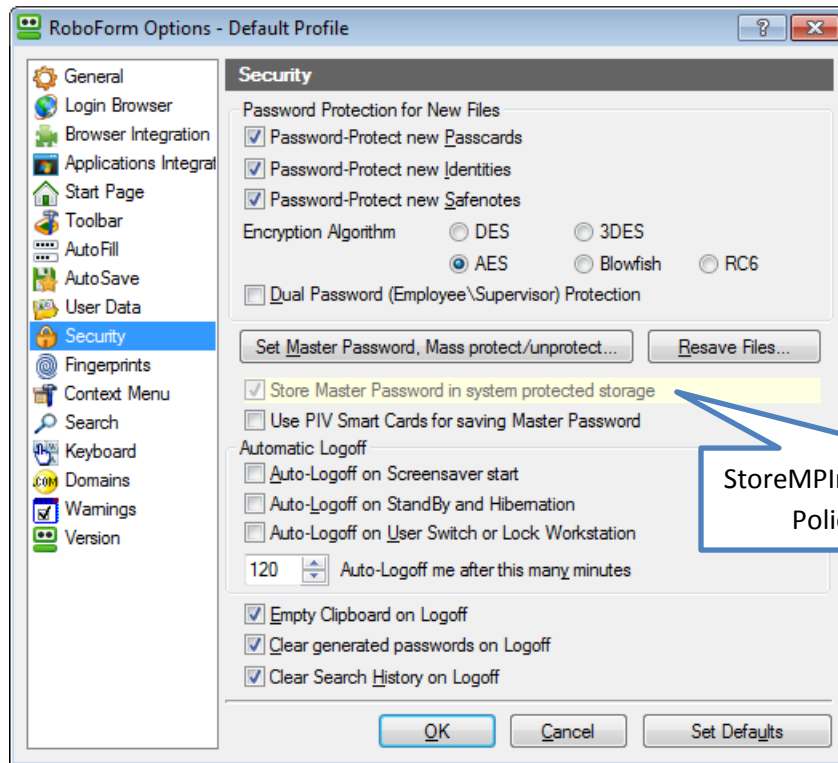 RoboForm Options - Default Profile
General
Login Browser
Browser Integration
Applications Integrat
Start Page
Toolbar
AutoFill
AutoSave
User Data
Security
Fingerprints
Context Menu
Search
Keyboard
Domains
Warnings
Version
Security
Password Protection for New Files
Password-Protect new Passcards
Password-Protect new Identities
Password-Protect new Safenotes
Encryption Algorithm DES 3DES
AES Blowfish RC6
Dual Password (Employee\Supervisor) Protection
Set Master Password, Mass protect/unprotect... Resave Files...
Store Master Password in system protected storage
Use PIV Smart Cards for saving Master Password
Automatic Logoff
Auto-Logoff on Screensaver start
Auto-Logoff on StandBy and Hibernation
Auto-Logoff on User Switch or Lock Workstation
120 Auto-Logoff me after this many minutes
StoreMPIn
Polic
Empty Clipboard on Logoff
Clear generated passwords on Logoff
Clear Search History on Logoff
OK Cancel Set Defaults